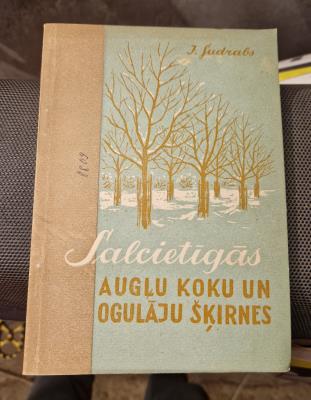 J. Sudrabs
Salcietīgās
AUGĻU KOKU UN
OGULĀJU ŠĶIRNES